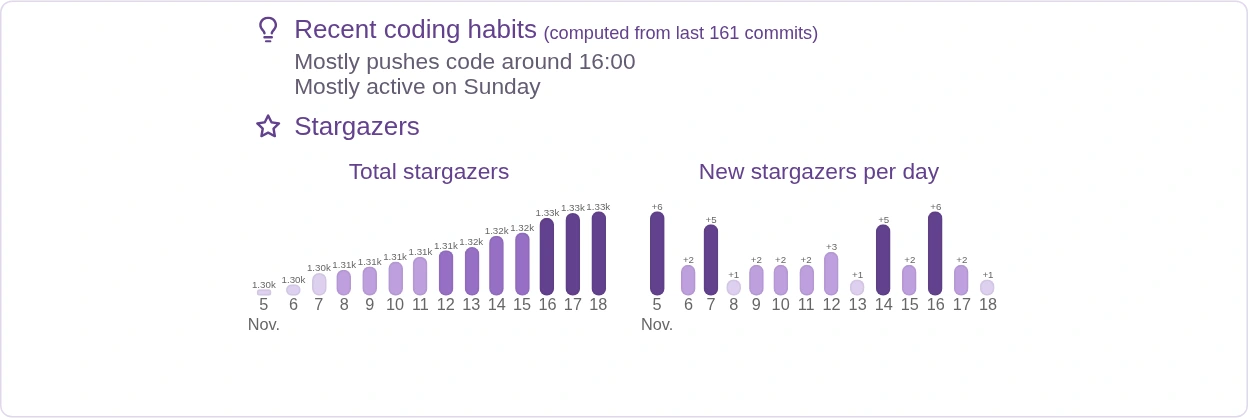 Recent coding habits (computed from last 161 commits)
Mostly pushes code around 16:00
Mostly active on Sunday
Stargazers
Total stargazers
1.30k 1.30k 1.30k 1.31k 1.31k 1.31k 1.31k 1.31k 1.32k 1.32k 1.32k 1.33k 1.33k 1.33k
5 6 7 8 9 10 11 12 13 14 15 16 17 18
Nov.
New stargazers per day
+6 +2 +5 +1 +2 +2 +2 +3 +1 +5 +2 +6 +2 +1
5 6 7 8 9 10 11 12 13 14 15 16 17 18
Nov.